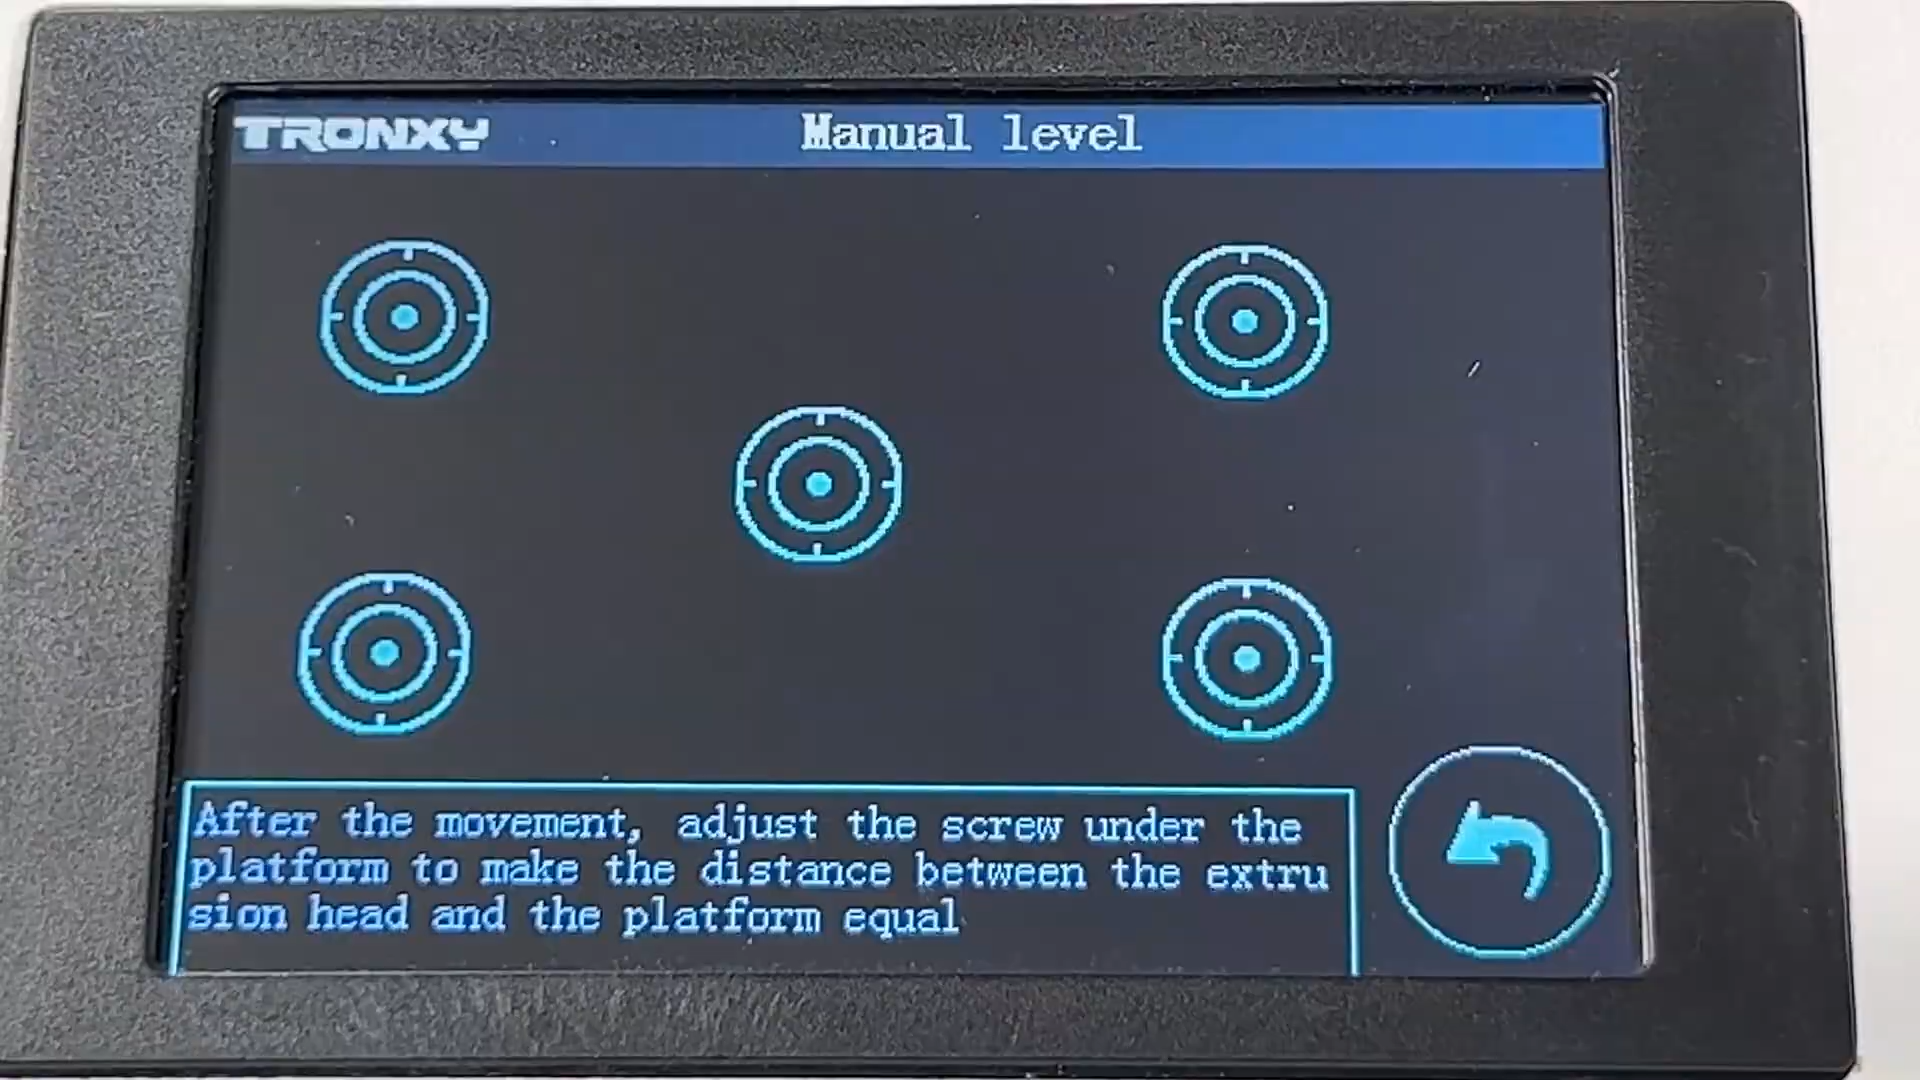 TRONXY
Manual level
After the movement, adjust the screw under the
platform to make the distance between the extru
sion head and the platform equal